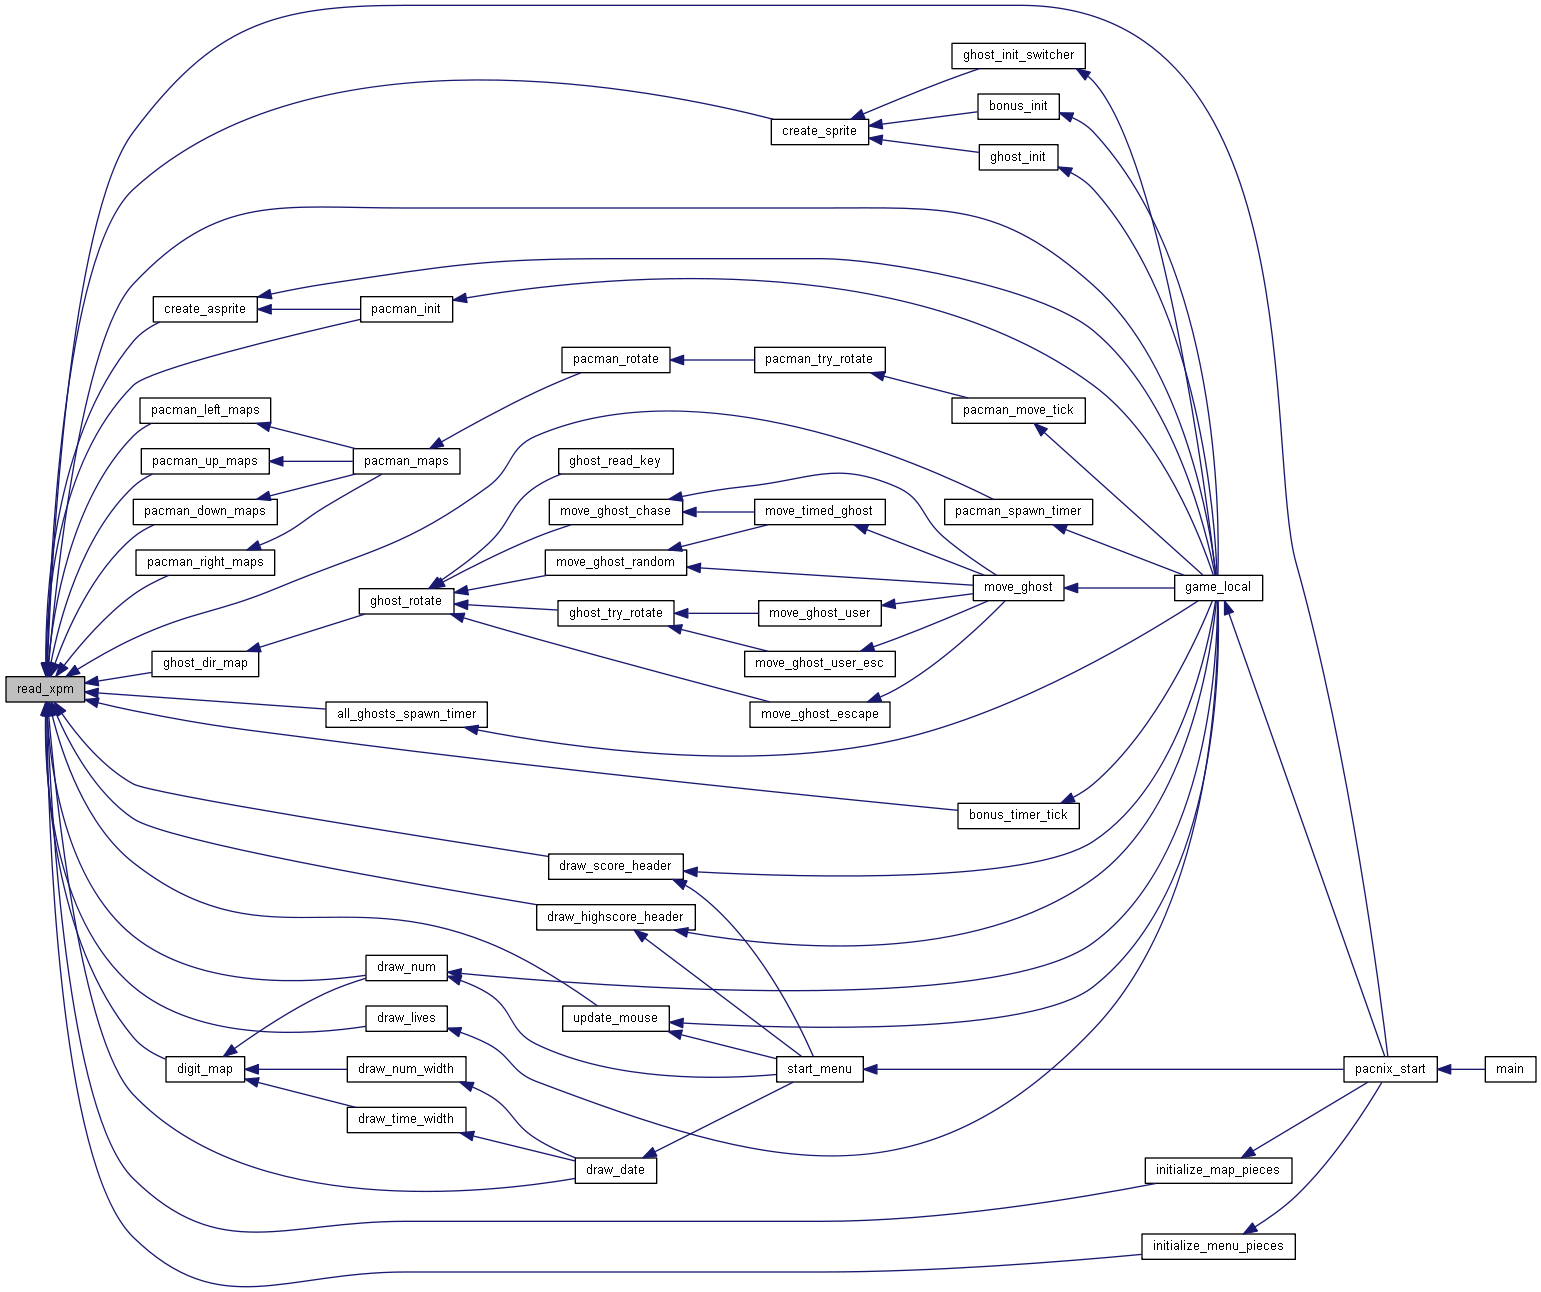 ghost_init_switcher
bonus_init
create_sprite
ghost_init
create_asprite
pacman_init
pacman_rotate
pacman_try_rotate
pacman_left_maps
pacman_move_tick
pacman_up_maps
pacman_maps
ghost_read_key
pacman_down_maps
move_ghost_chase
move_timed_ghost
pacman_spawn_timer
pacman_right_maps
move_ghost_random
move_ghost
game_local
ghost_rotate
ghost_try_rotate
move_ghost_user
ghost_dir_map
move_ghost_user_esc
read_xpm
all_ghosts_spawn_timer
move_ghost_escape
bonus_timer_tick
draw_score_header
draw_highscore_header
draw_num
draw_lives
update_mouse
digit_map
draw_num_width
start_menu
pacnix_start
main
draw_time_width
draw_date
initialize_map_pieces
initialize_menu_pieces